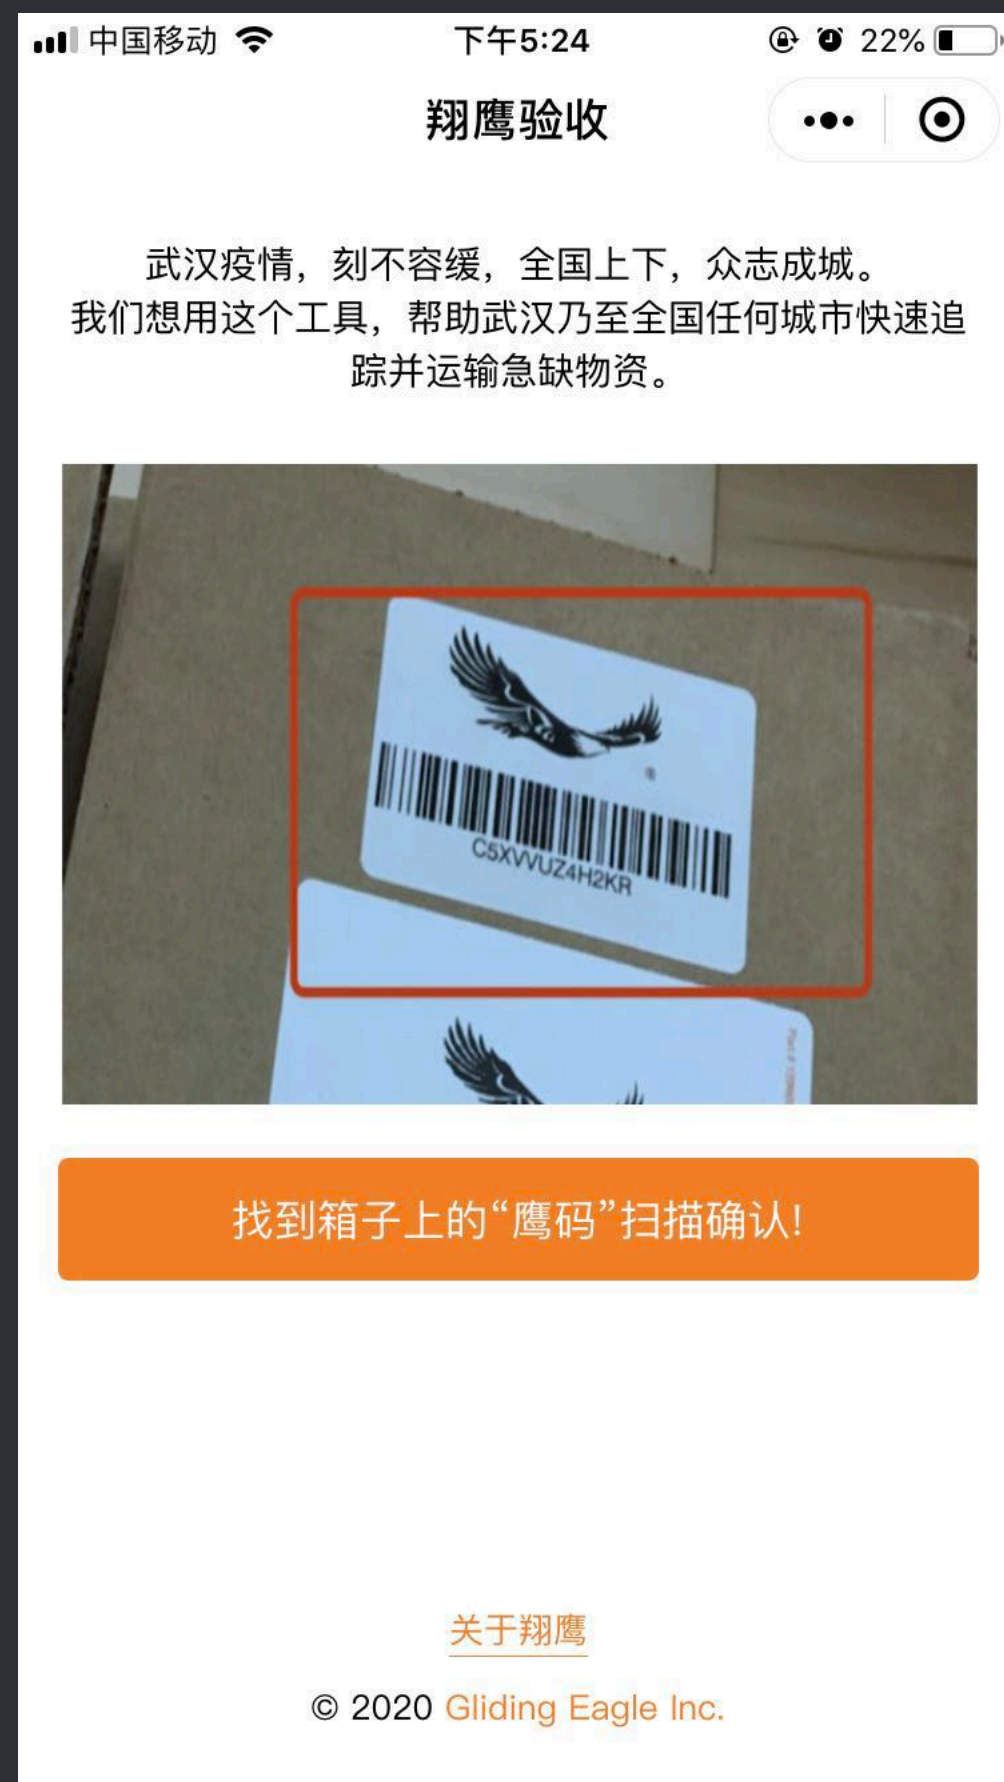 中国移动
下午5:24
22%
翔鹰验收
武汉疫情，刻不容缓，全国上下，众志成城。
我们想用这个工具，帮助武汉乃至全国任何城市快速追
踪并运输急缺物资。
C5XVVUZ4H2KR
找到箱子上的“鹰码”扫描确认!
关于翔鹰
© 2020 Gliding Eagle Inc.